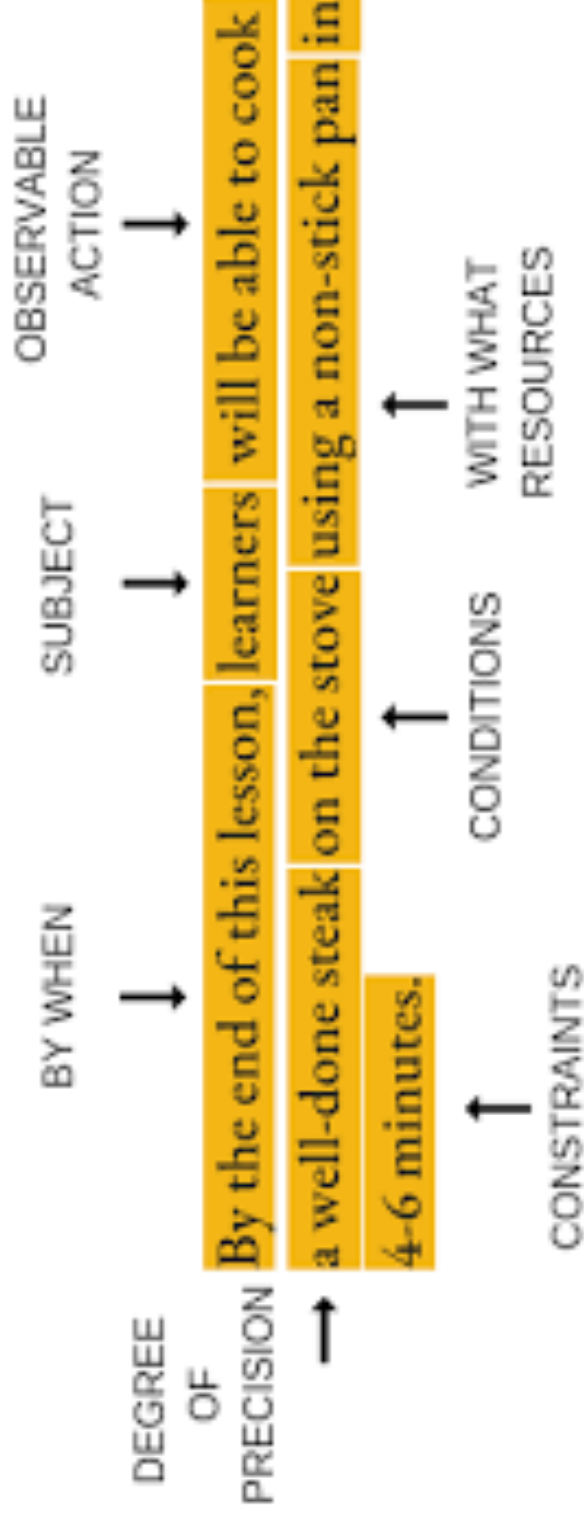 BY WHEN
SUBJECT
OBSERVABLE
ACTION
By the end of this lesson, learners will be able to cook
DEGREE
OF
PRECISION
a well-done steak on the stove using a non-stick pan in
4-6 minutes.
CONSTRAINTS
CONDITIONS
WITH WHAT
RESOURCES